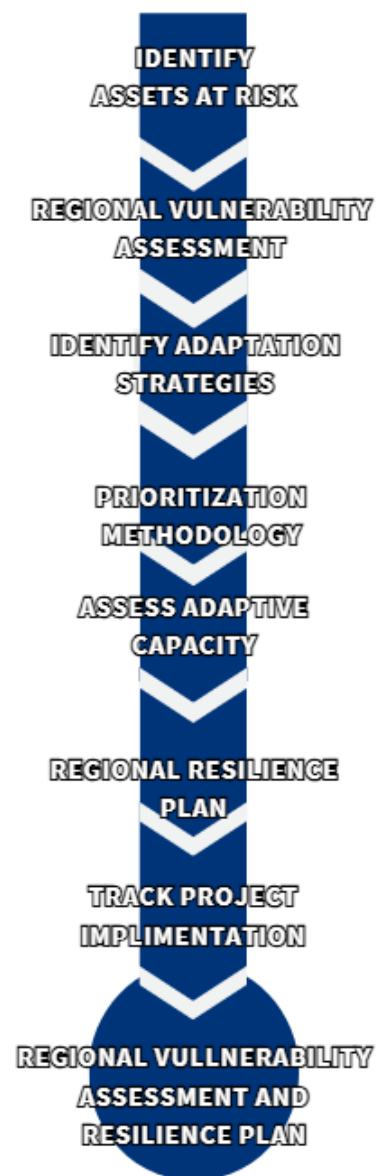 IDENTIFY
ASSETS AT RISK
REGIONAL VULNERABILITY
ASSESSMENT
IDENTIFY ADAPTATION
STRATEGIES
PRIORITIZATION
METHODOLOGY
ASSESS ADAPTIVE
CAPACITY
REGIONAL RESILIENCE
PLAN
TRACK PROJECT
IMPLIMENTATION
REGIONAL VULLNERABILITY
ASSESSMENT AND
RESILIENCE PLAN